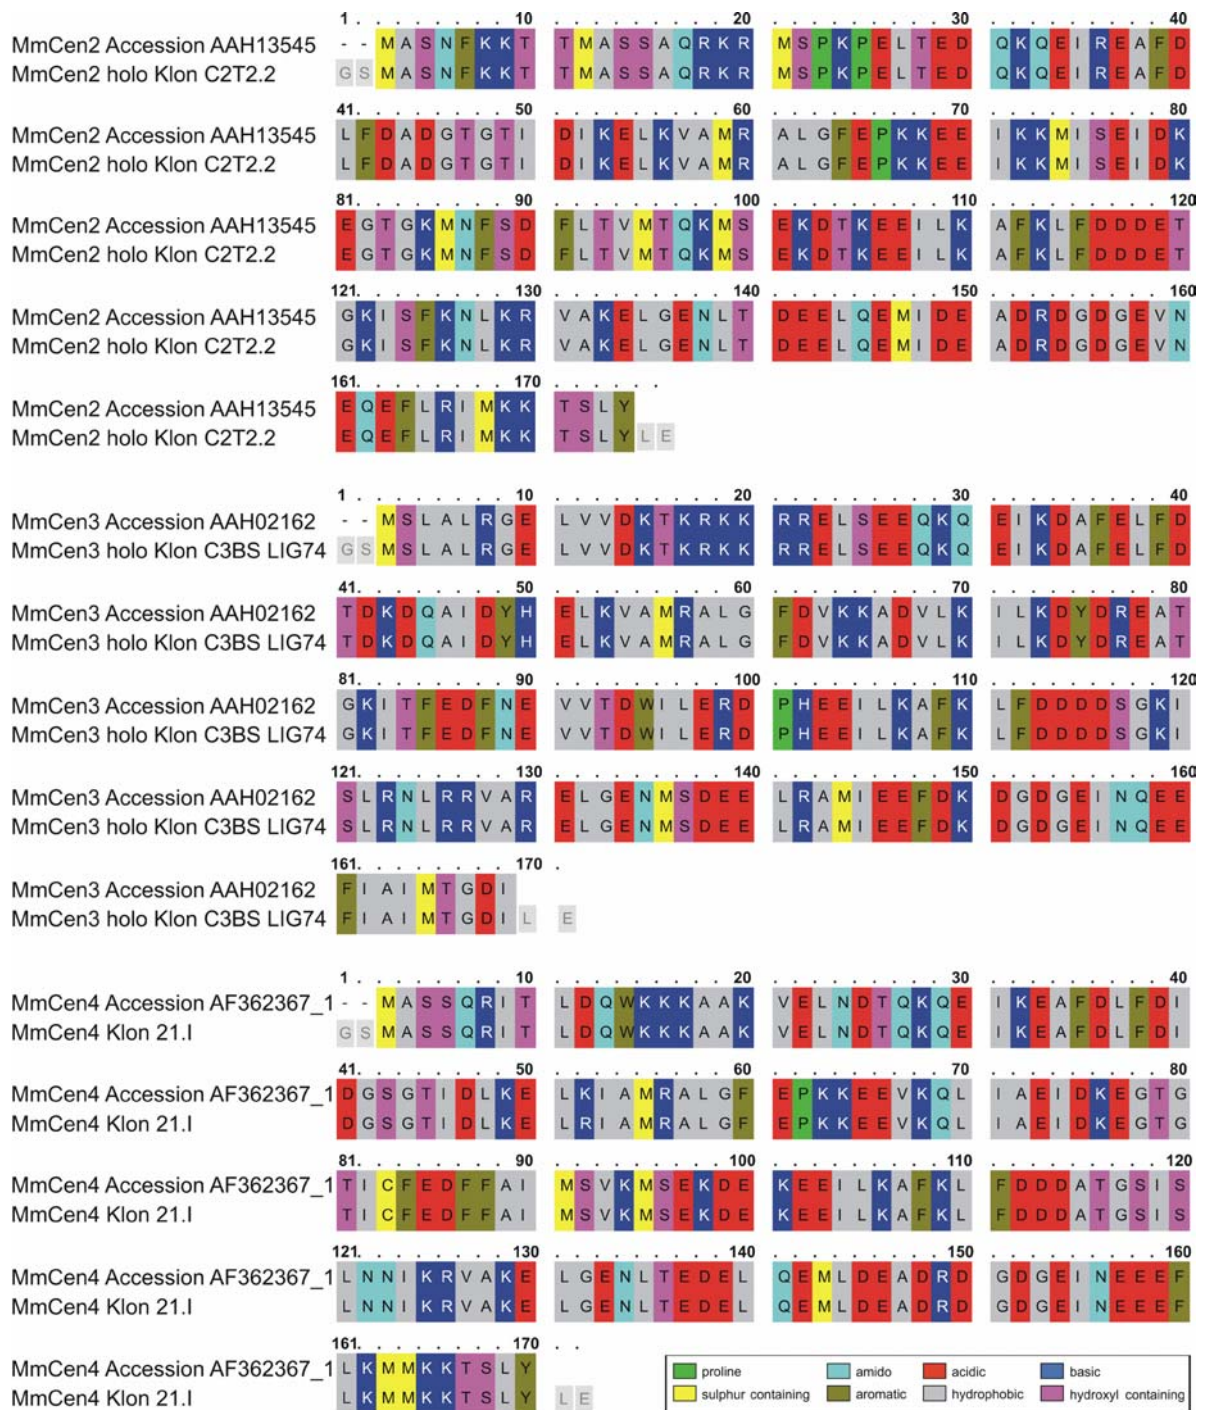 1 . . . . . . . . 10 . . . . . . . . . 20 . . . . . . . . . 30 . . . . . . . . . 40
MmCen2 Accession AAH13545 - - M A S N F K K T T M A S S A Q R K R M S P K P E L T E D Q K Q E I R E A F D
MmCen2 holo Klon C2T2.2 G S M A S N F K K T T M A S S A Q R K R M S P K P E L T E D Q K Q E I R E A F D
41. . . . . . . . 50 . . . . . . . . . 60 . . . . . . . . . 70 . . . . . . . . . 80
MmCen2 Accession AAH13545 L F D A D G T G T I D I K E L K V A M R A L G F E P K K E E I K K M I S E I D K
MmCen2 holo Klon C2T2.2 L F D A D G T G T I D I K E L K V A M R A L G F E P K K E E I K K M I S E I D K
81. . . . . . . . 90 . . . . . . . . . 100 . . . . . . . . . 110 . . . . . . . . . 120
MmCen2 Accession AAH13545 E G T G K M N F S D F L T V M T Q K M S E K D T K E E I L K A F K L F D D D E T
MmCen2 holo Klon C2T2.2 E G T G K M N F S D F L T V M T Q K M S E K D T K E E I L K A F K L F D D D E T
121. . . . . . . . 130 . . . . . . . . . 140 . . . . . . . . . 150 . . . . . . . . . 160
MmCen2 Accession AAH13545 G K I S F K N L K R V A K E L G E N L T D E E L Q E M I D E A D R D G D G E V N
MmCen2 holo Klon C2T2.2 G K I S F K N L K R V A K E L G E N L T D E E L Q E M I D E A D R D G D G E V N
161. . . . . . . . 170 . . . . . .
MmCen2 Accession AAH13545 E Q E F L R I M K K T S L Y
MmCen2 holo Klon C2T2.2 E Q E F L R I M K K T S L Y L E
1 . . . . . . . . 10 . . . . . . . . . 20 . . . . . . . . . 30 . . . . . . . . . 40
MmCen3 Accession AAH02162 - - M S L A L R G E L V V D K T K R K K R R E L S E E Q K Q E I K D A F E L F D
MmCen3 holo Klon C3BS LIG74 G S M S L A L R G E L V V D K T K R K K R R E L S E E Q K Q E I K D A F E L F D
41. . . . . . . . 50 . . . . . . . . . 60 . . . . . . . . . 70 . . . . . . . . . 80
MmCen3 Accession AAH02162 T D K D Q A I D Y H E L K V A M R A L G F D V K K A D V L K I L K D Y D R E A T
MmCen3 holo Klon C3BS LIG74 T D K D Q A I D Y H E L K V A M R A L G F D V K K A D V L K I L K D Y D R E A T
81. . . . . . . . 90 . . . . . . . . . 100 . . . . . . . . . 110 . . . . . . . . . 120
MmCen3 Accession AAH02162 G K I T F E D F N E V V T D W I L E R D P H E E I L K A F K L F D D D D S G K I
MmCen3 holo Klon C3BS LIG74 G K I T F E D F N E V V T D W I L E R D P H E E I L K A F K L F D D D D S G K I
121. . . . . . . . 130 . . . . . . . . . 140 . . . . . . . . . 150 . . . . . . . . . 160
MmCen3 Accession AAH02162 S L R N L R R V A R E L G E N M S D E E L R A M I E E F D K D G D G E I N Q E E
MmCen3 holo Klon C3BS LIG74 S L R N L R R V A R E L G E N M S D E E L R A M I E E F D K D G D G E I N Q E E
161. . . . . . . . 170 .
MmCen3 Accession AAH02162 F I A I M T G D I
MmCen3 holo Klon C3BS LIG74 F I A I M T G D I L E
1 . . . . . . . . 10 . . . . . . . . . 20 . . . . . . . . . 30 . . . . . . . . . 40
MmCen4 Accession AF362367_1 - - M A S S Q R I T L D Q W K K K A A K V E L N D T Q K Q E I K E A F D L F D I
MmCen4 Klon 21.I G S M A S S Q R I T L D Q W K K K A A K V E L N D T Q K Q E I K E A F D L F D I
41. . . . . . . . 50 . . . . . . . . . 60 . . . . . . . . . 70 . . . . . . . . . 80
MmCen4 Accession AF362367_1 D G S G T I D L K E L K I A M R A L G F E P K K E E V K Q L I A E I D K E G T G
MmCen4 Klon 21.I D G S G T I D L K E L R I A M R A L G F E P K K E E V K Q L I A E I D K E G T G
81. . . . . . . . 90 . . . . . . . . . 100 . . . . . . . . . 110 . . . . . . . . . 120
MmCen4 Accession AF362367_1 T I C F E D F F A I M S V K M S E K D E K E E I L K A F K L F D D D A T G S I S
MmCen4 Klon 21.I T I C F E D F F A I M S V K M S E K D E K E E I L K A F K L F D D D A T G S I S
121. . . . . . . . 130 . . . . . . . . . 140 . . . . . . . . . 150 . . . . . . . . . 160
MmCen4 Accession AF362367_1 L N N I K R V A K E L G E N L T E D E L Q E M L D E A D R D G D G E I N E E E F
MmCen4 Klon 21.I L N N I K R V A K E L G E N L T E D E L Q E M L D E A D R D G D G E I N E E E F
161. . . . . . . . 170 . .
MmCen4 Accession AF362367_1 L K M M K K T S L Y
MmCen4 Klon 21.I L K M M K K T S L Y L E
proline amido acidic basic
sulphur containing aromatic hydrophobic hydroxyl containing